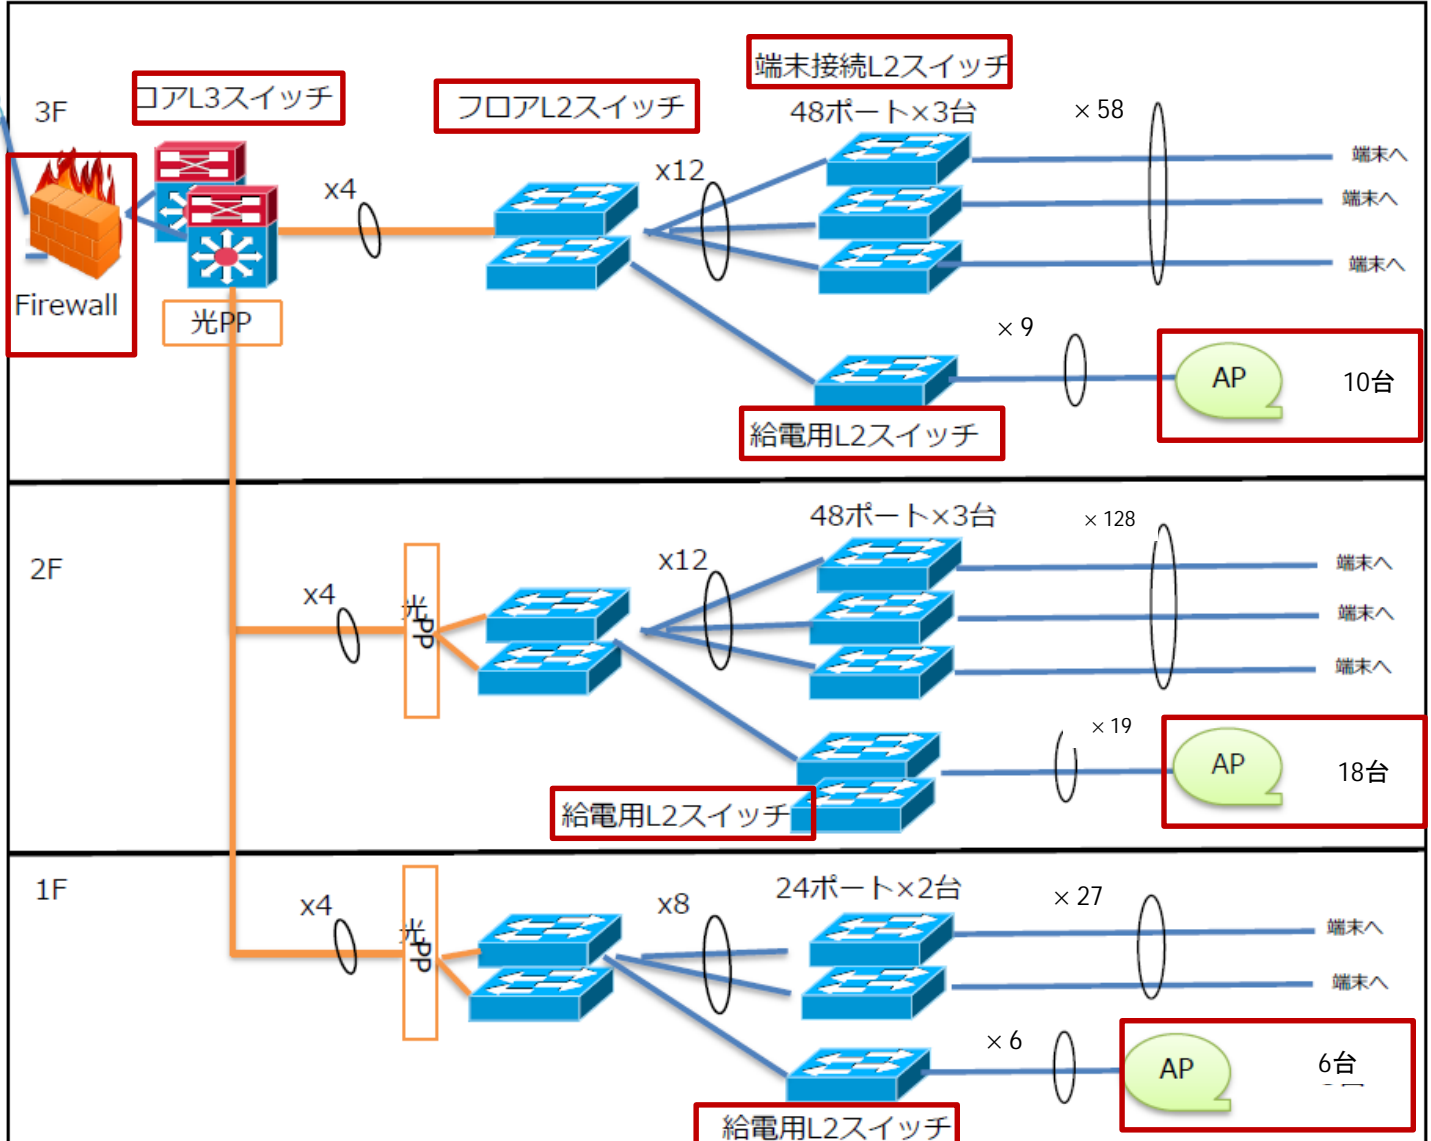 端末接続L2スイッチ
コアL3スイッチ
フロアL2スイッチ
48ポート×3台
× 58
3F
端末へ
x12
x4
端末へ
端末へ
Firewall
光PP
× 9
AP
10台
給電用L2スイッチ
48ポート×3台
× 128
2F
x12
端末へ
x4
光PP
端末へ
端末へ
× 19
AP
18台
給電用L2スイッチ
1F
24ポート×2台
× 27
x4
x8
光PP
端末へ
端末へ
× 6
AP
6台
給電用L2スイッチ